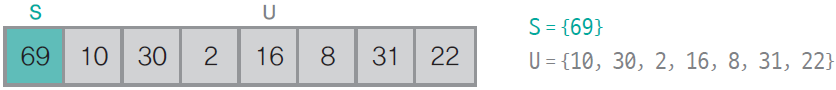 S U
69 10 30 2 16 8 31 22
S = {69}
U = {10, 30, 2, 16, 8, 31, 22}